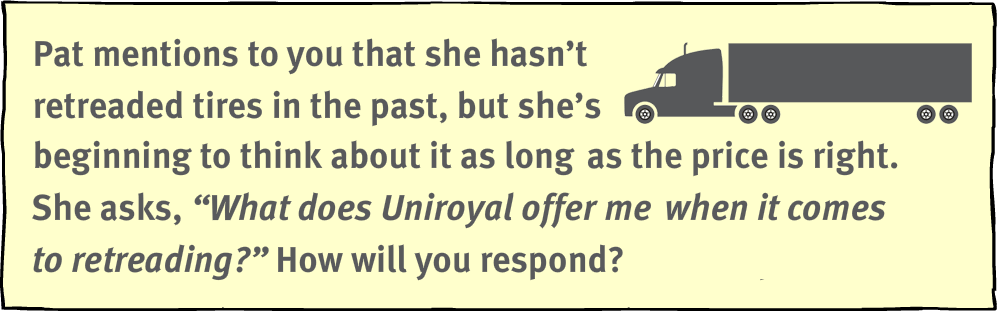 Pat mentions to you that she hasn’t
retreaded tires in the past, but she’s
beginning to think about it as long as the price is right.
She asks, “What does Uniroyal offer me when it comes
to retreading?” How will you respond?